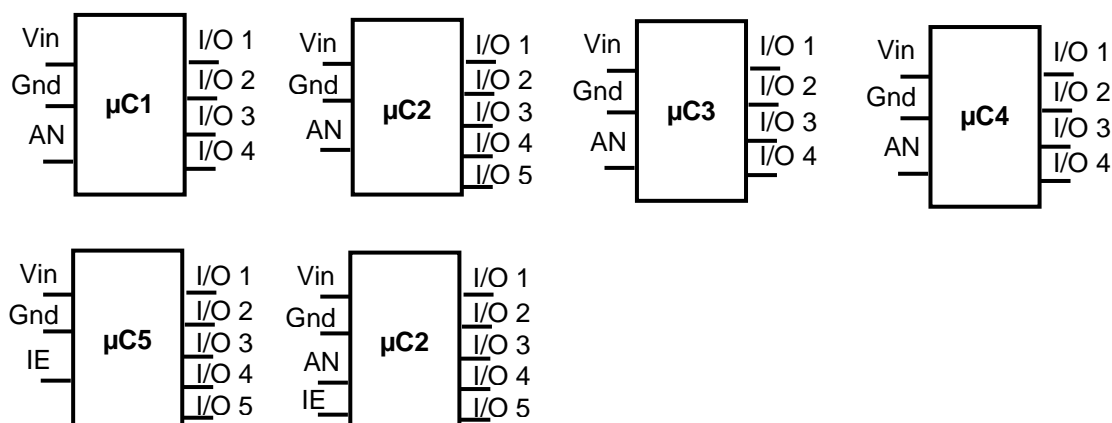 Vin
Gnd
AN
µC1
I/O 1
I/O 2
I/O 3
I/O 4
Vin
Gnd
AN
µC2
I/O 1
I/O 2
I/O 3
I/O 4
I/O 5
Vin
Gnd
AN
µC3
I/O 1
I/O 2
I/O 3
I/O 4
Vin
Gnd
AN
µC4
I/O 1
I/O 2
I/O 3
I/O 4
Vin
Gnd
IE
µC5
I/O 1
I/O 2
I/O 3
I/O 4
I/O 5
Vin
Gnd
AN
IE
µC2
I/O 1
I/O 2
I/O 3
I/O 4
I/O 5